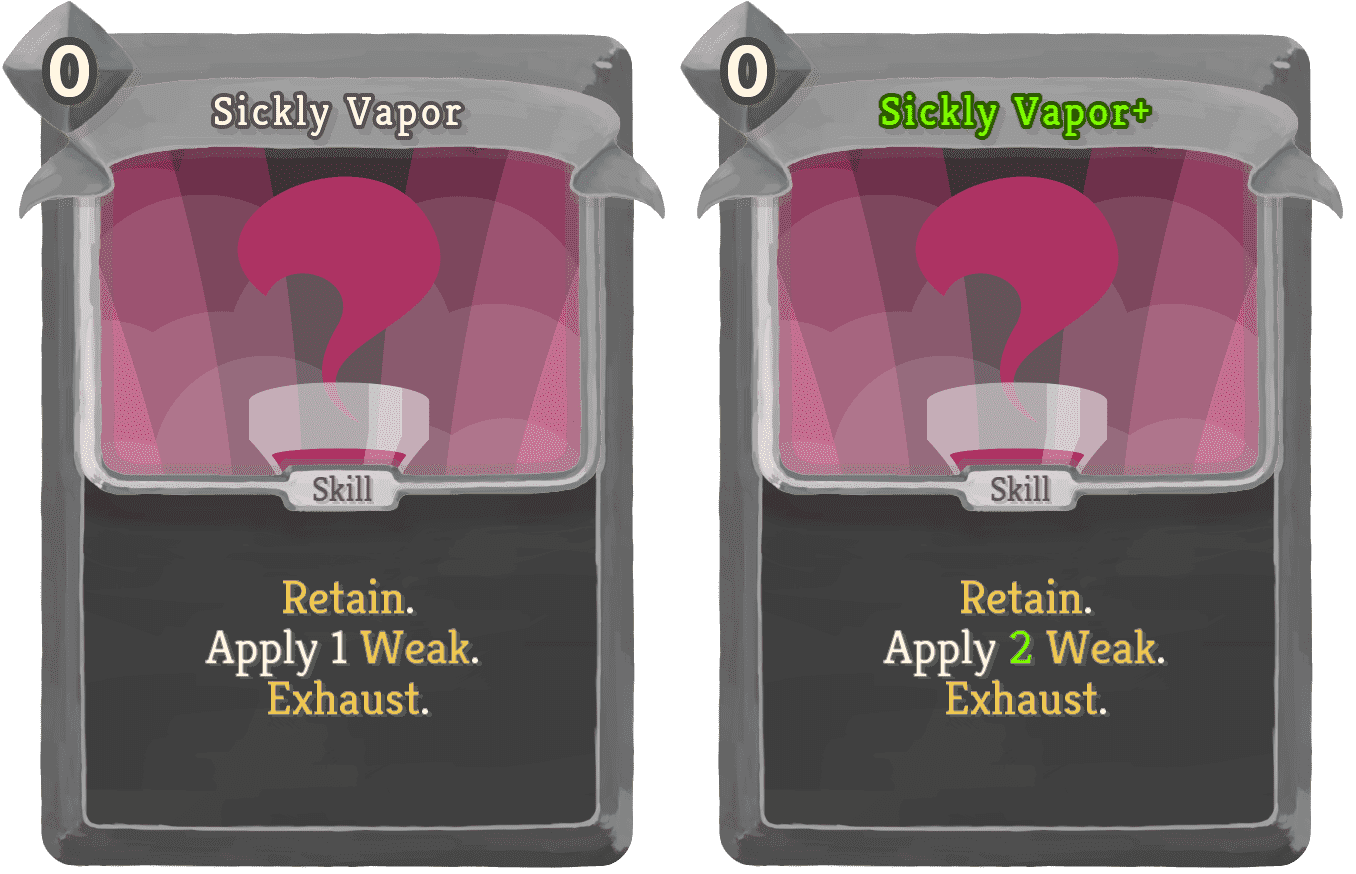 0
Sickly Vapor
Skill
Retain.
Apply 1 Weak.
Exhaust.
0
Sickly Vapor+
Skill
Retain.
Apply 2 Weak.
Exhaust.